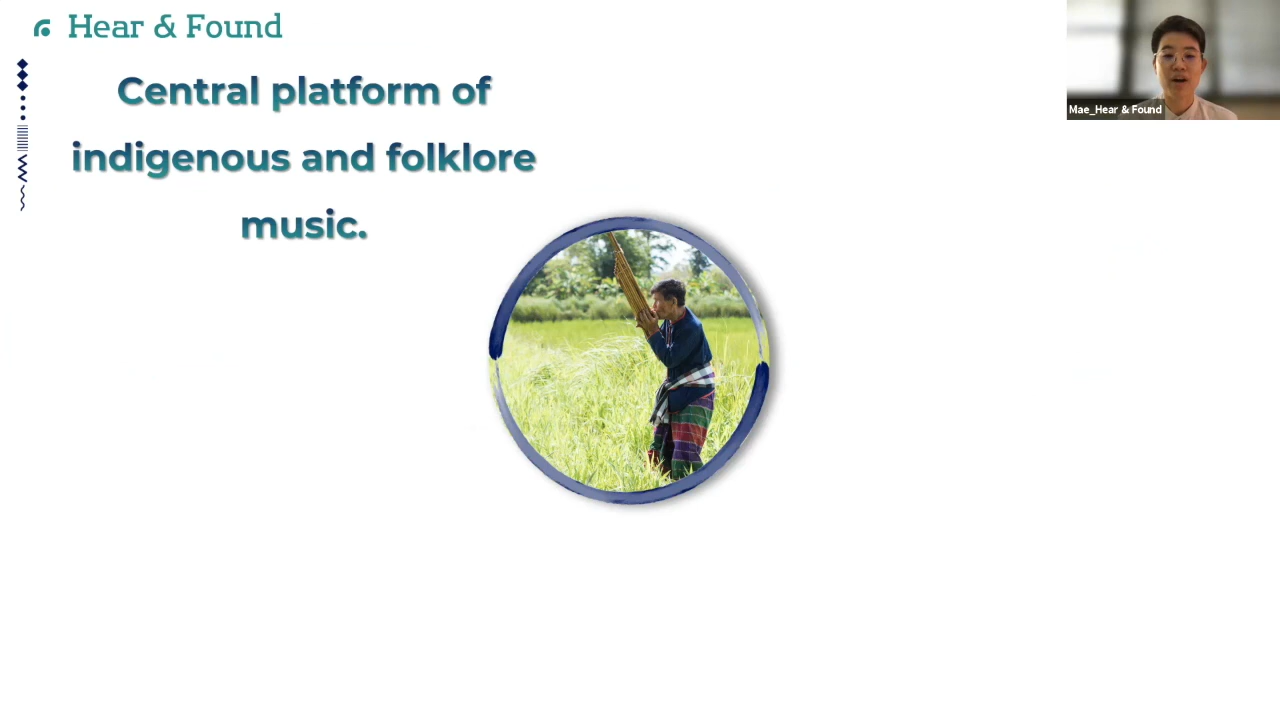 Hear & Found
Central platform of
indigenous and folklore
music.
Mae_Hear & Found